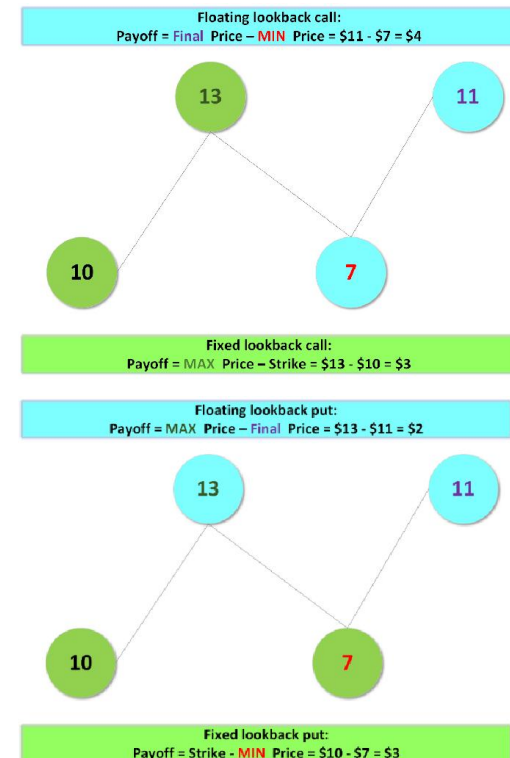 Floating lookback call:
Payoff = Final Price – MIN Price = $11 - $7 = $4
13
11
10
7
Fixed lookback call:
Payoff = MAX Price – Strike = $13 - $10 = $3
Floating lookback put:
Payoff = MAX Price – Final Price = $13 - $11 = $2
13
11
10
7
Fixed lookback put:
Payoff = Strike - MIN Price = $10 - $7 = $3